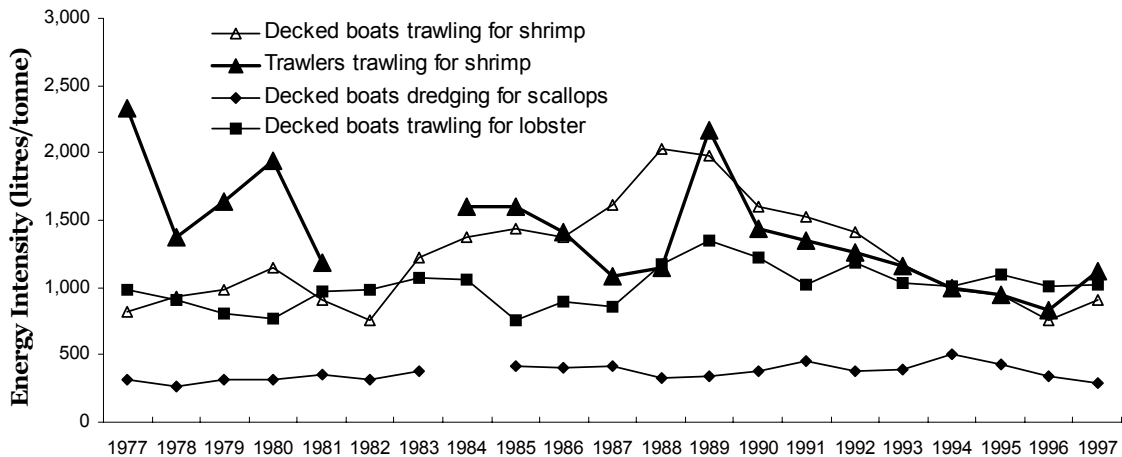 3,000
Decked boats trawling for shrimp
Trawlers trawling for shrimp
Decked boats dredging for scallops
Decked boats trawling for lobster
Energy Intensity (litres/tonne)
2,500
2,000
1,500
1,000
500
0
1977 1978 1979 1980 1981 1982 1983 1984 1985 1986 1987 1988 1989 1990 1991 1992 1993 1994 1995 1996 1997